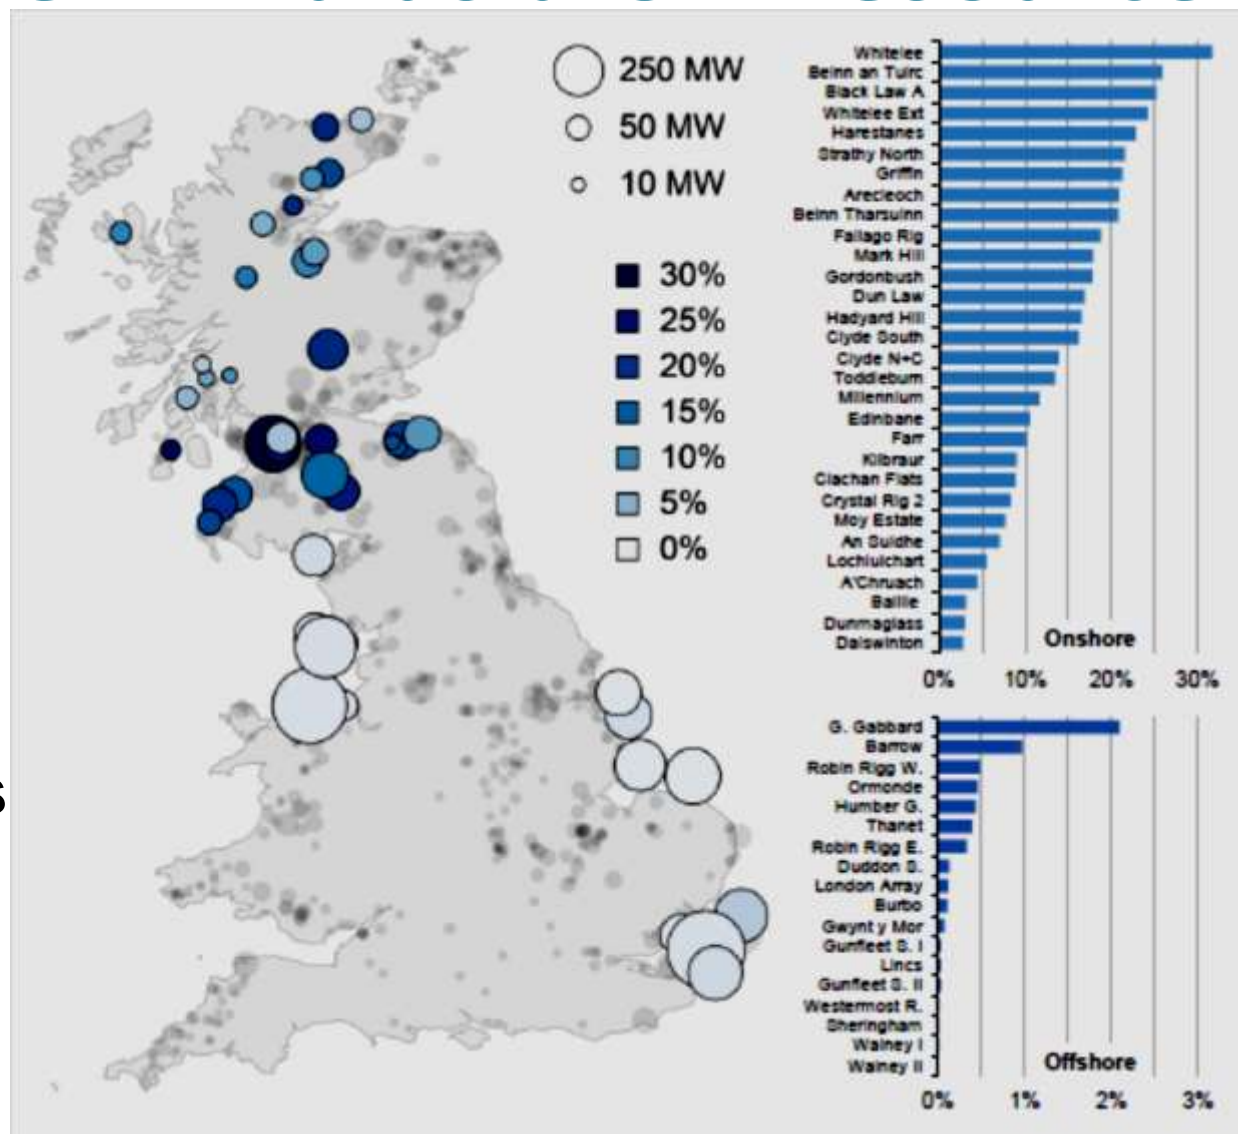 250 MW
50 MW
10 MW
30%
25%
20%
15%
10%
5%
0%
Whitelee
Beinn an Tuirc
Black Law A
Whitelee Ext
Harestanes
Strathy North
Griffin
Arecleoch
Beinn Tharsuinn
Fallago Rig
Mark Hill
Gordonbush
Dun Law
Hadyard Hill
Clyde South
Clyde N+C
Toddleburn
Millennium
Edinbane
Farr
Kilbraur
Clachan Flats
Crystal Rig 2
Moy Estate
An Suidhe
Lochluichart
A'Chruach
Baillie
Dunmaglass
Dalswinton
Onshore
0% 10% 20% 30%
G. Gabbard
Barrow
Robin Rigg W.
Ormonde
Humber G.
Thanet
Robin Rigg E.
Duddon S.
London Array
Burbo
Gwynt y Mor
Gunfleet S. I
Lincs
Gunfleet S. II
Westermost R.
Sheringham
Walney I
Walney II
Offshore
0% 1% 2% 3%